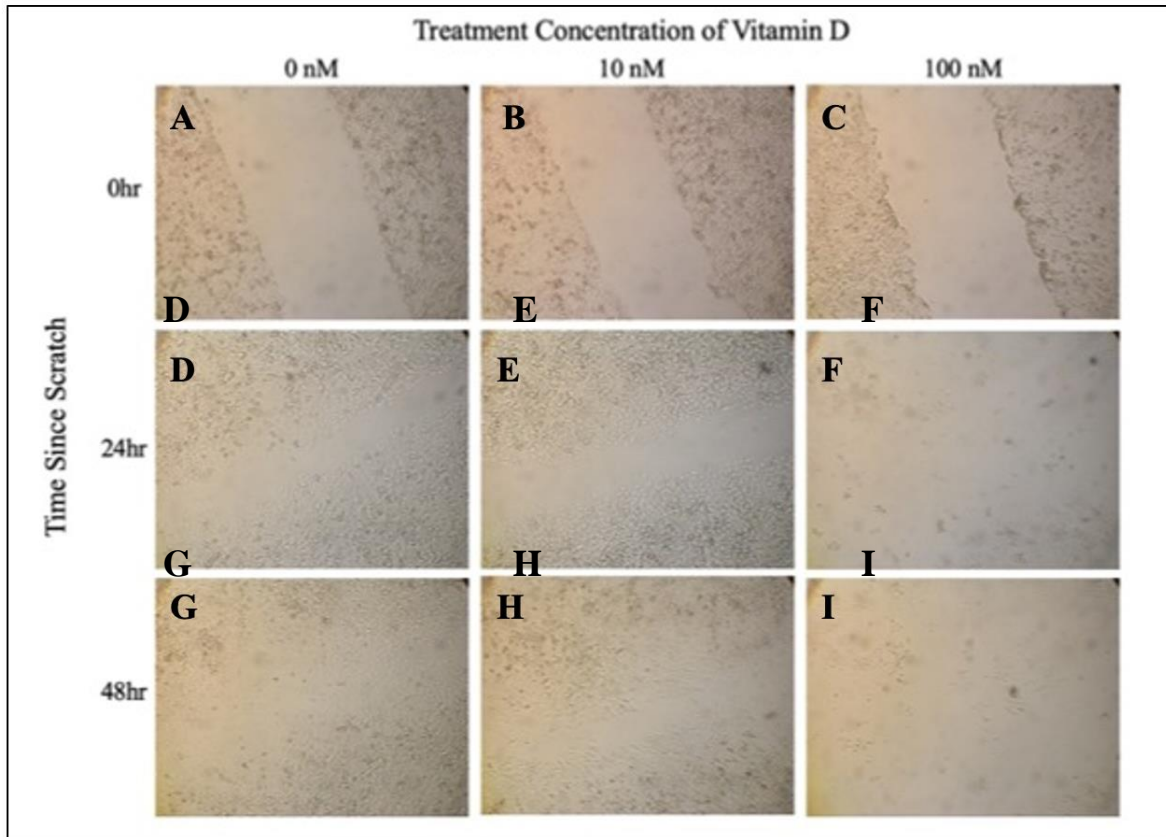 Treatment Concentration of Vitamin D
0 nM 10 nM 100 nM
A B C
0hr
D E F
D E F
24hr
G H I
G H I
48hr
Time Since Scratch